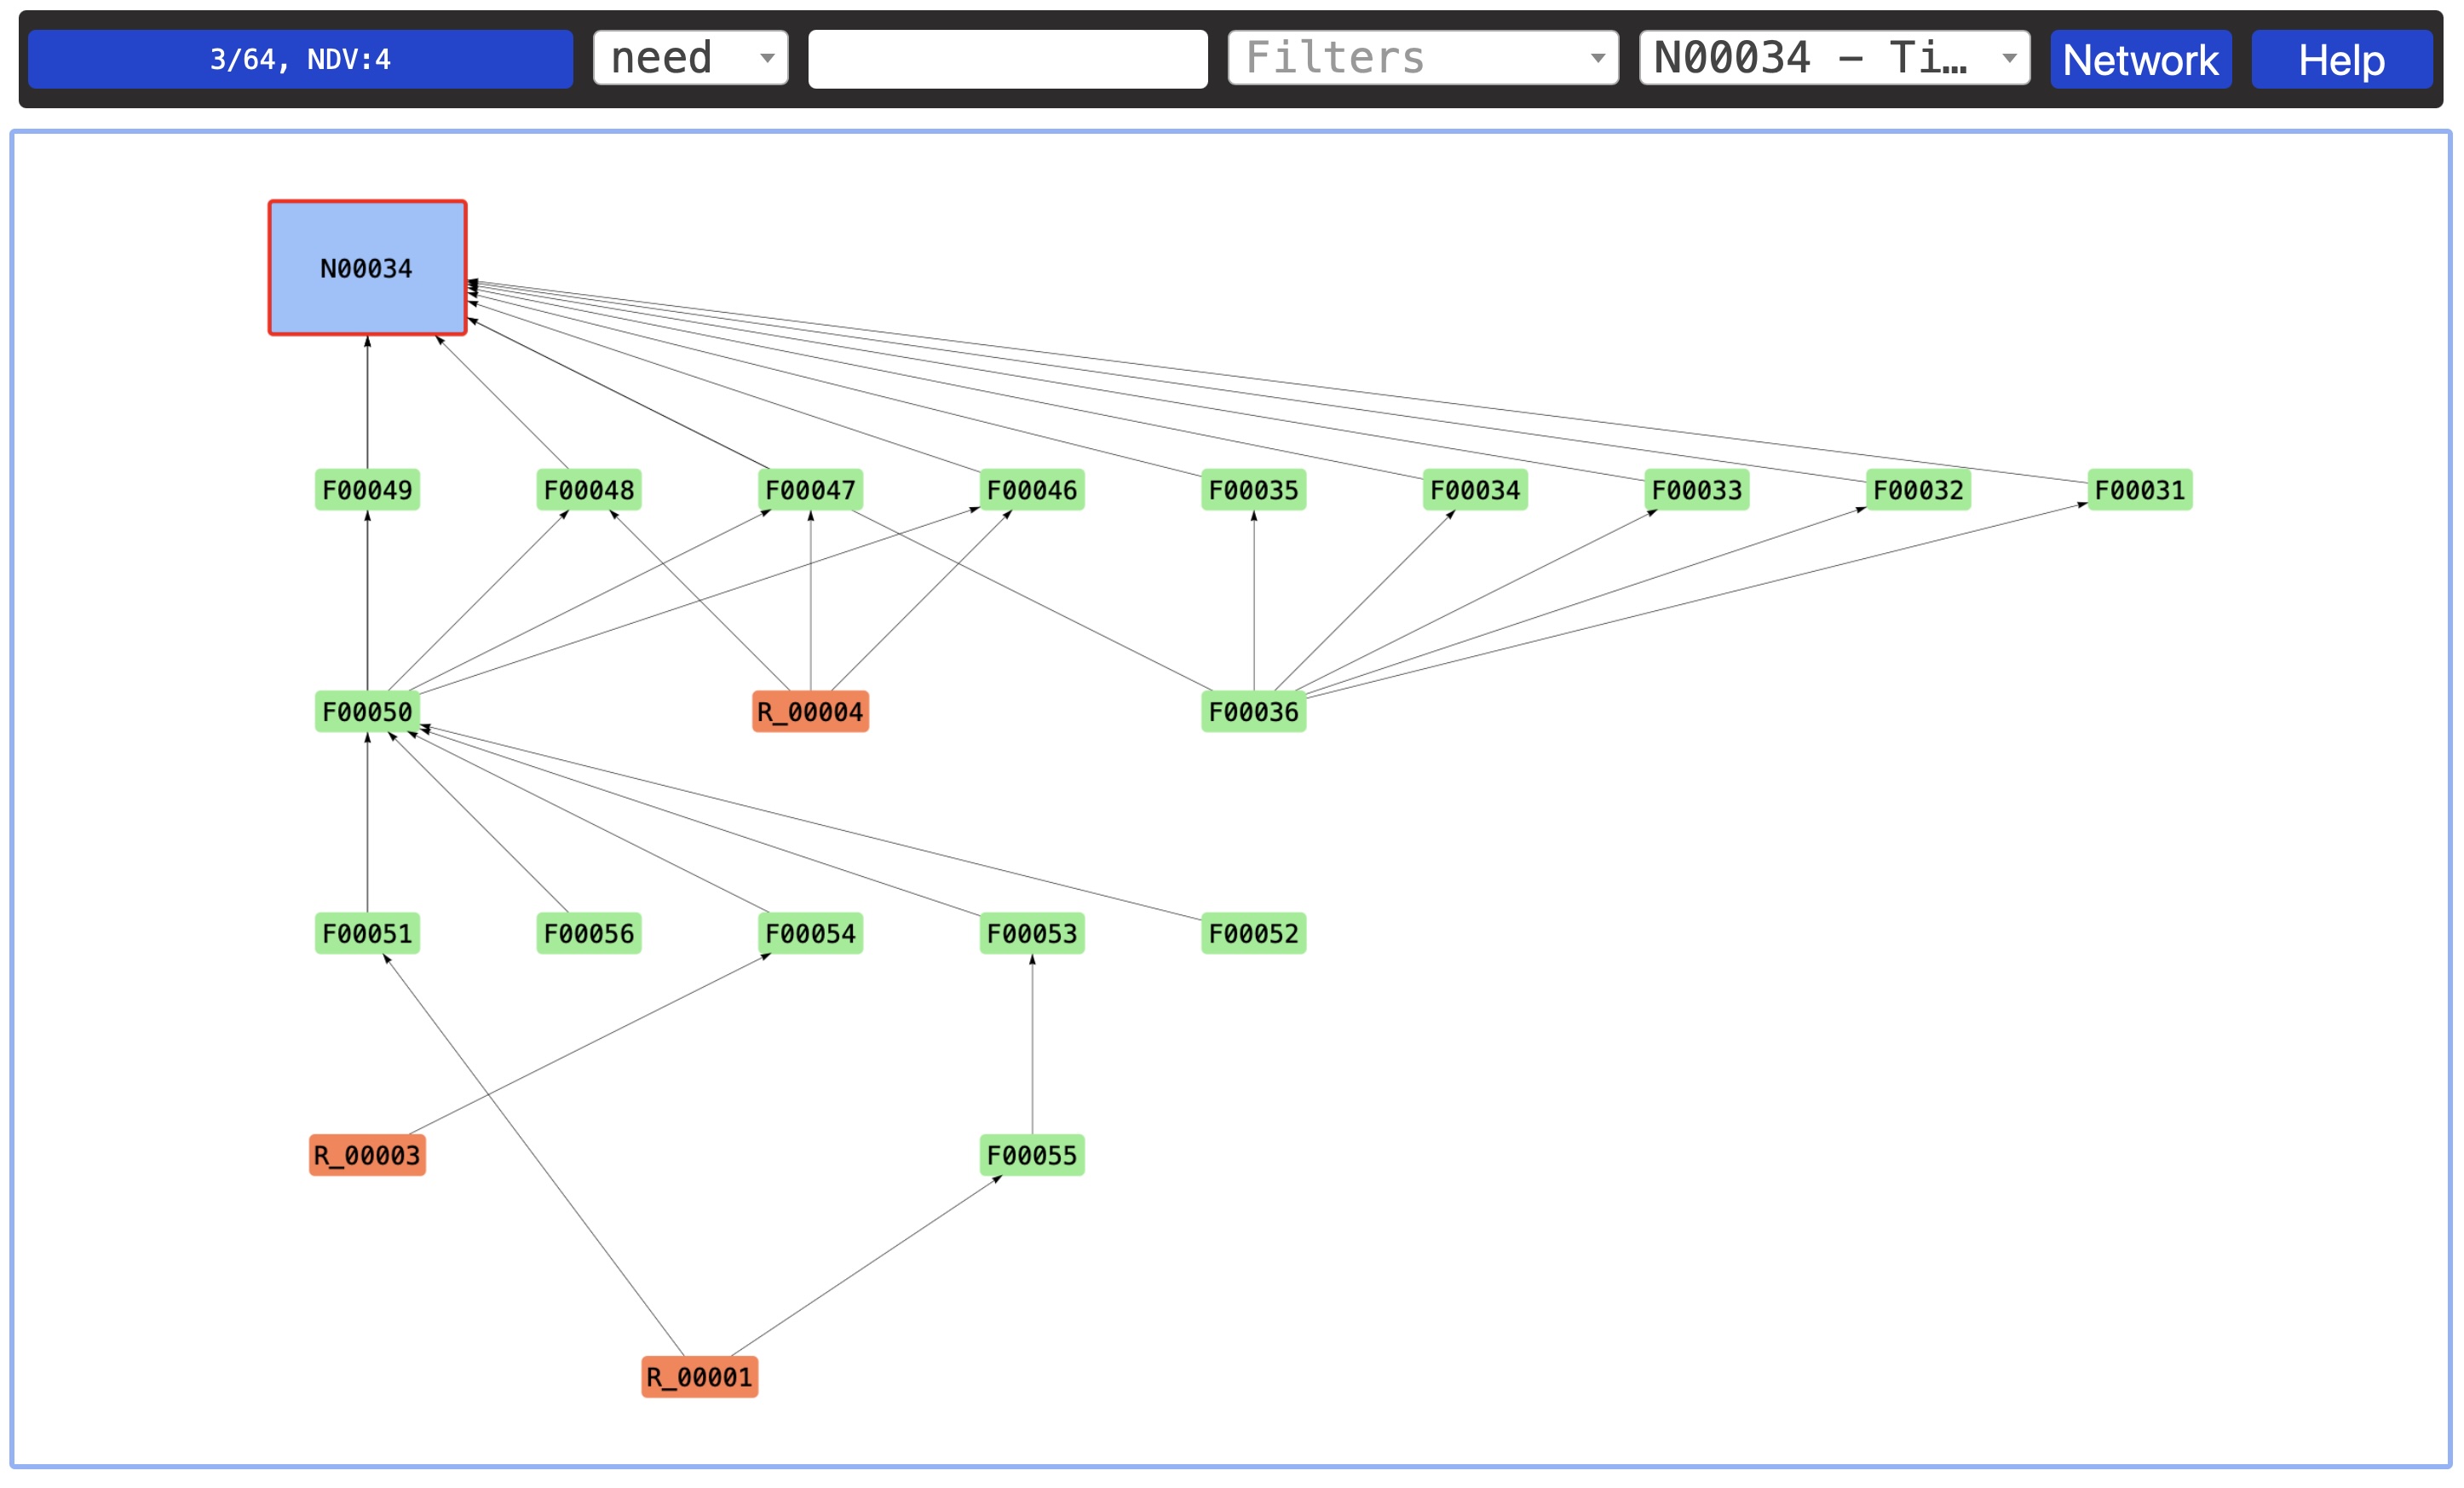 3/64, NDV:4 need Filters N00034 – Ti… Network Help
N00034
F00049 F00048 F00047 F00046 F00035 F00034 F00033 F00032 F00031
F00050 R_00004 F00036
F00051 F00056 F00054 F00053 F00052
R_00003 F00055
R_00001